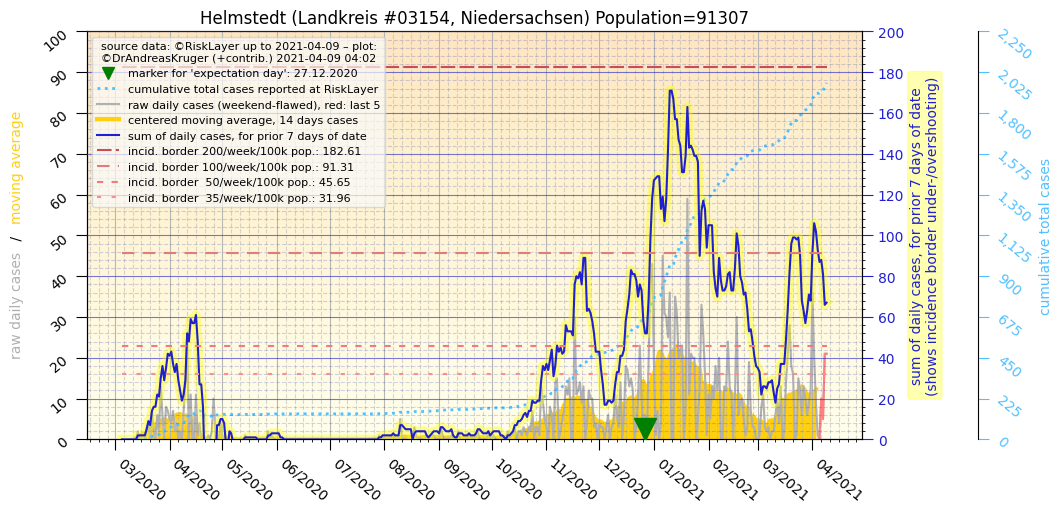 Helmstedt (Landkreis #03154, Niedersachsen) Population=91307
source data: ©RiskLayer up to 2021-04-09 – plot:
©DrAndreasKruger (+contrib.) 2021-04-09 04:02
marker for 'expectation day': 27.12.2020
cumulative total cases reported at RiskLayer
raw daily cases (weekend-flawed), red: last 5
centered moving average, 14 days cases
sum of daily cases, for prior 7 days of date
incid. border 200/week/100k pop.: 182.61
incid. border 100/week/100k pop.: 91.31
incid. border  50/week/100k pop.: 45.65
incid. border  35/week/100k pop.: 31.96
raw daily cases / moving average
100
90
80
70
60
50
40
30
20
10
0
03/2020
04/2020
05/2020
06/2020
07/2020
08/2020
09/2020
10/2020
11/2020
12/2020
01/2021
02/2021
03/2021
04/2021
200
180
160
140
120
100
80
60
40
20
0
sum of daily cases, for prior 7 days of date
(shows incidence border under-/overshooting)
2,250
2,025
1,800
1,575
1,350
1,125
900
675
450
225
0
cumulative total cases